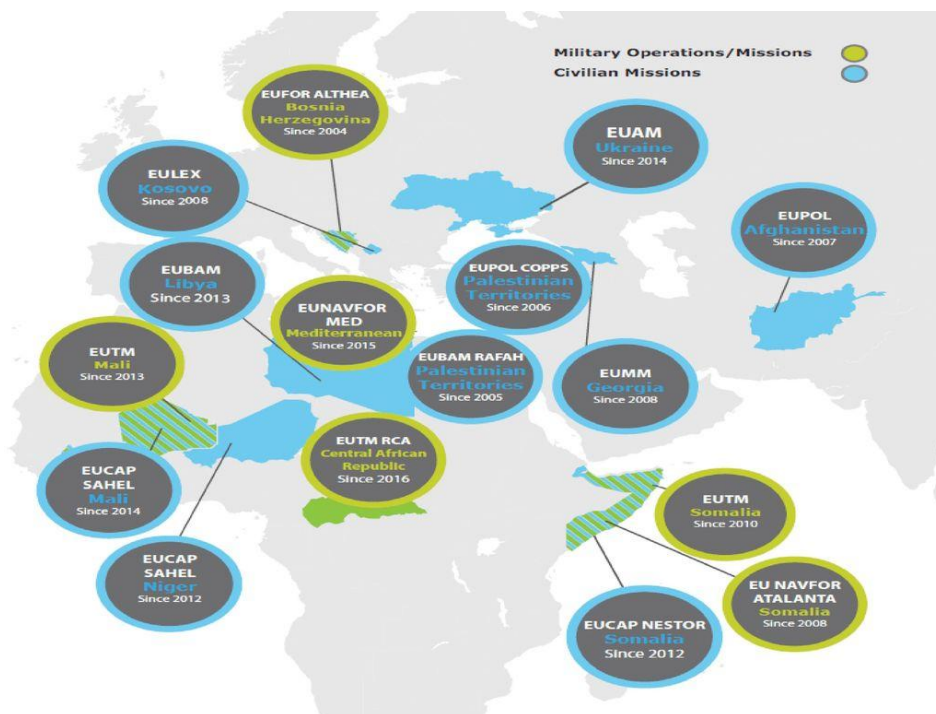 Military Operations/Missions
Civilian Missions
EUFOR ALTHEA
Bosnia
Herzegovina
Since 2004
EUAM
Ukraine
Since 2014
EULEX
Kosovo
Since 2008
EUPOL
Afghanistan
Since 2007
EUBAM
Libya
Since 2013
EUPOL COPPS
Palestinian
Territories
Since 2006
EUNAVFOR
MED
Mediterranean
Since 2015
EUTM
Mali
Since 2013
EUBAM RAFAH
Palestinian
Territories
Since 2005
EUMM
Georgia
Since 2008
EUTM RCA
Central African
Republic
Since 2016
EUCAP
SAHEL
Mali
Since 2014
EUTM
Somalia
Since 2010
EUCAP
SAHEL
Niger
Since 2012
EU NAVFOR
ATALANTA
Somalia
Since 2008
EUCAP NESTOR
Somalia
Since 2012